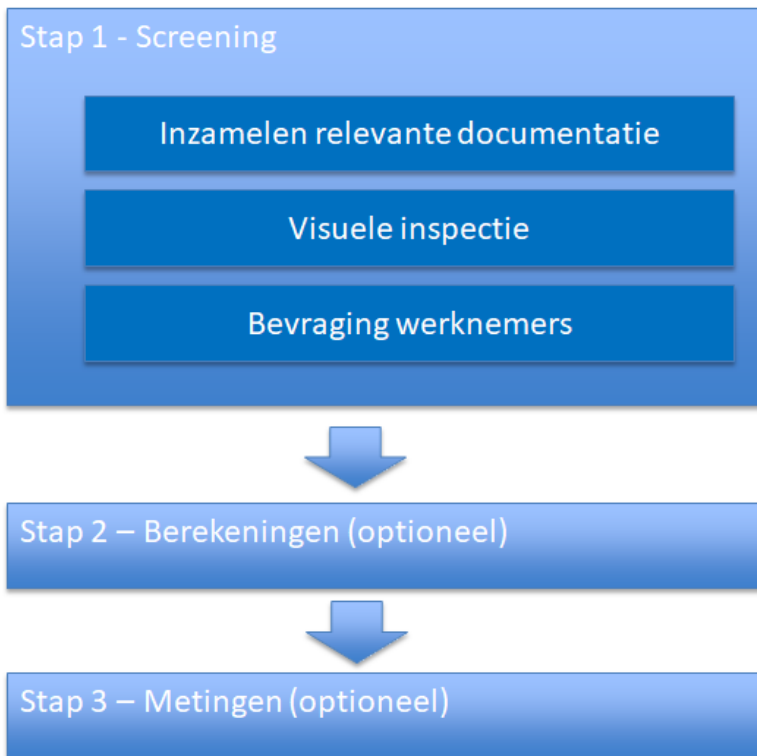 Stap 1 - Screening
Inzamelen relevante documentatie
Visuele inspectie
Bevraging werknemers
Stap 2 – Berekeningen (optioneel)
Stap 3 – Metingen (optioneel)